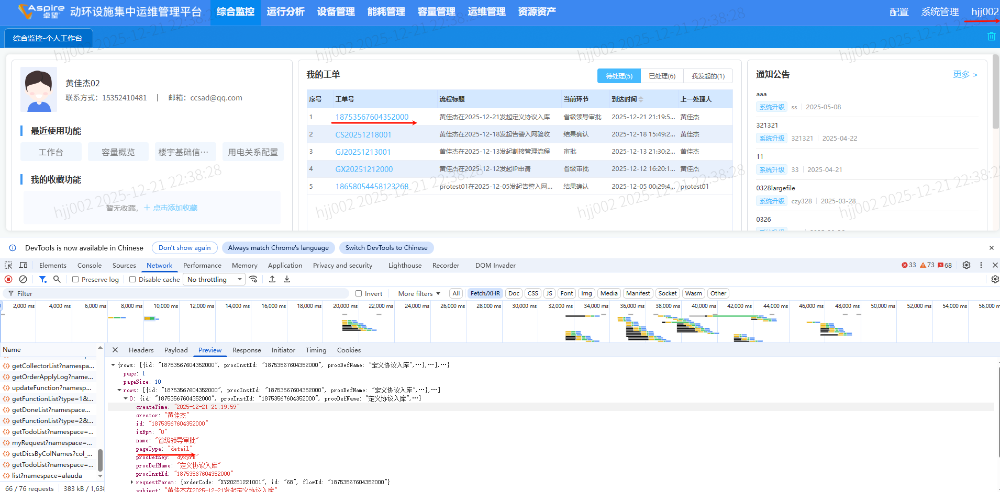 Aspire 卓望 动环设施集中运维管理平台 综合监控 运行分析 设备管理 能耗管理 容量管理 运维管理 资源资产 配置 系统管理 hjj002
综合监控-个人工作台
hjj002 2025-12-21 22:38:28
黄佳杰02
联系方式：15352410481 | 邮箱：ccsad@qq.com
最近使用功能
工作台 容量概览 楼宇基础信… 用电关系配置
我的收藏功能
暂无收藏，+ 点击添加收藏
我的工单 待处理(5) 已处理(6) 我发起的(1)
序号 工单号 流程标题 当前环节 到达时间 上一处理人
1 18753567604352000 黄佳杰在2025-12-21发起定义协议入库 省级领导审批 2025-12-21 21:19:5... 黄佳杰
2 CS20251218001 黄佳杰在2025-12-18发起告警入网验收 结果确认 2025-12-18 15:49:2... 黄佳杰
3 GJ20251213001 黄佳杰在2025-12-13发起割接管理流程 审批 2025-12-13 21:30:2... 黄佳杰
4 GX20251212000 黄佳杰在2025-12-12发起IP申请 省级审批 2025-12-12 16:20:1... 黄佳杰
5 18658054458123268 protest01在2025-12-05发起告警入网... 结果确认 2025-12-05 00:29:4... protest01
通知公告 更多 >
aaa
系统升级 ss | 2025-05-08
321321
系统升级 321321 | 2025-04-22
11
系统升级 33 | 2025-04-21
0328largefile
系统升级 czy328 | 2025-03-28
0326
DevTools is now available in Chinese Don't show again Always match Chrome's language Switch DevTools to Chinese
Elements Console Sources Network Performance Memory Application Privacy and security Lighthouse Recorder DOM Invader 33 73 68
Preserve log Disable cache No throttling
Filter Invert More filters All Fetch/XHR Doc CSS JS Font Img Media Manifest Socket Wasm Other
2,000 ms 4,000 ms 6,000 ms 8,000 ms 10,000 ms 12,000 ms 14,000 ms 16,000 ms 18,000 ms 20,000 ms 22,000 ms 24,000 ms 26,000 ms 28,000 ms 30,000 ms 32,000 ms 34,000 ms 36,000 ms 38,000 ms 40,000 ms 42,000 ms 44,000 ms 46,000 ms 48,000 ms 50,000 ms 52,000 ms 54,000 ms 56,000 m
Name
getCollectorList?namespa...
getOrderApplyLog?name...
updateFunction?namesp...
getFunctionList?type=1&...
getDoneList?namespace...
getFunctionList?type=2&...
getTodoList?namespace=...
myRequest?namespace=...
getDicsByColNames?col_...
getTodoList?namespace=...
list?namespace=alauda
66 / 76 requests 383 kB / 1,638
Headers Payload Preview Response Initiator Timing Cookies
{rows: [{id: "18753567604352000", procInstId: "18753567604352000", procDefName: "定义协议入库",…},…],…}
page: 1
pageSize: 10
rows: [{id: "18753567604352000", procInstId: "18753567604352000", procDefName: "定义协议入库",…},…]
0: {id: "18753567604352000", procInstId: "18753567604352000", procDefName: "定义协议入库",…}
createTime: "2025-12-21 21:19:59"
creator: "黄佳杰"
id: "18753567604352000"
isBpm: "0"
name: "省级领导审批"
pageType: "detail"
procDefKey: "dyxyrk"
procDefName: "定义协议入库"
procInstId: "18753567604352000"
requestParam: {orderCode: "XY20251221001", id: "68", flowId: "18753567604352000"}
subject: "黄佳杰在2025-12-21发起定义协议入库"